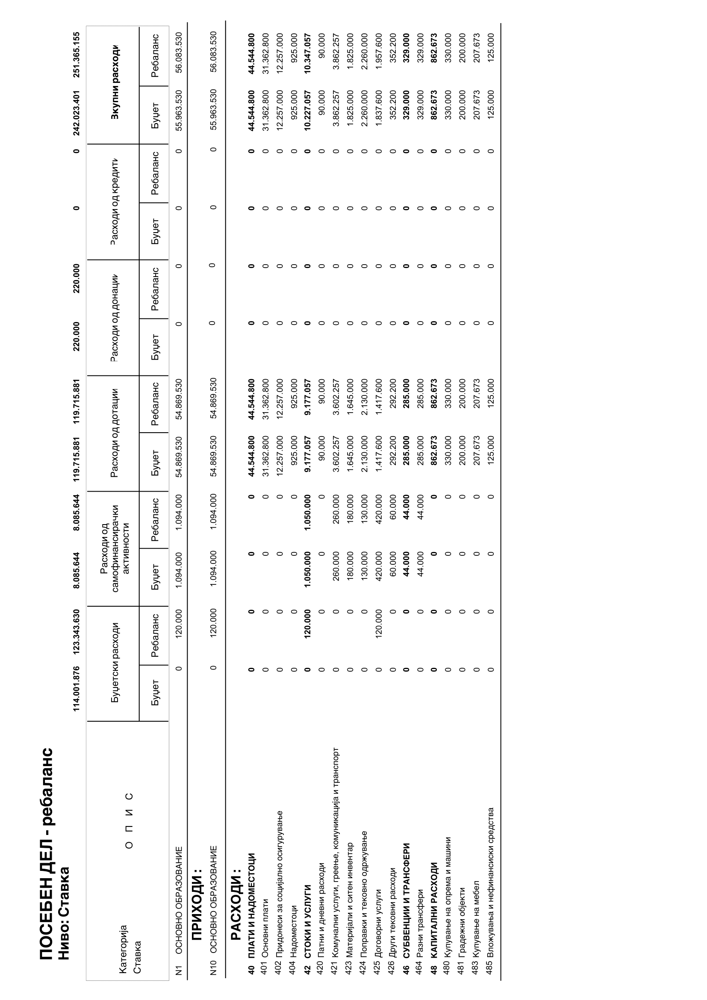 ПОСЕБЕН ДЕЛ - ребаланс
Ниво: Ставка
114.001.876 123.343.630 8.085.644 8.085.644 119.715.881 119.715.881 220.000 220.000 0 0 242.023.401 251.365.155
Категорија
Ставка
О П И С
Буџетски расходи
Расходи од самофинансирачки активности
Расходи од дотации
Расходи од донации
Расходи од кредити
Вкупни расходи
Буџет Ребаланс Буџет Ребаланс Буџет Ребаланс Буџет Ребаланс Буџет Ребаланс Буџет Ребаланс
N1 ОСНОВНО ОБРАЗОВАНИЕ 0 120.000 1.094.000 1.094.000 54.869.530 54.869.530 0 0 0 0 55.963.530 56.083.530
ПРИХОДИ :
N10 ОСНОВНО ОБРАЗОВАНИЕ 0 120.000 1.094.000 1.094.000 54.869.530 54.869.530 0 0 0 0 55.963.530 56.083.530
РАСХОДИ :
40 ПЛАТИ И НАДОМЕСТОЦИ 0 0 0 0 44.544.800 44.544.800 0 0 0 0 44.544.800 44.544.800
401 Основни плати 0 0 0 0 31.362.800 31.362.800 0 0 0 0 31.362.800 31.362.800
402 Придонеси за социјално осигурување 0 0 0 0 12.257.000 12.257.000 0 0 0 0 12.257.000 12.257.000
404 Надоместоци 0 0 0 0 925.000 925.000 0 0 0 0 925.000 925.000
42 СТОКИ И УСЛУГИ 0 120.000 1.050.000 1.050.000 9.177.057 9.177.057 0 0 0 0 10.227.057 10.347.057
420 Патни и дневни расходи 0 0 0 0 90.000 90.000 0 0 0 0 90.000 90.000
421 Комунални услуги, греење, комуникација и транспорт 0 0 260.000 260.000 3.602.257 3.602.257 0 0 0 0 3.862.257 3.862.257
423 Материјали и ситен инвентар 0 0 180.000 180.000 1.645.000 1.645.000 0 0 0 0 1.825.000 1.825.000
424 Поправки и тековно одржување 0 0 130.000 130.000 2.130.000 2.130.000 0 0 0 0 2.260.000 2.260.000
425 Договорни услуги 0 120.000 420.000 420.000 1.417.600 1.417.600 0 0 0 0 1.837.600 1.957.600
426 Други тековни расходи 0 0 60.000 60.000 292.200 292.200 0 0 0 0 352.200 352.200
46 СУБВЕНЦИИ И ТРАНСФЕРИ 0 0 44.000 44.000 285.000 285.000 0 0 0 0 329.000 329.000
464 Разни трансфери 0 0 44.000 44.000 285.000 285.000 0 0 0 0 329.000 329.000
48 КАПИТАЛНИ РАСХОДИ 0 0 0 0 862.673 862.673 0 0 0 0 862.673 862.673
480 Купување на опрема и машини 0 0 0 0 330.000 330.000 0 0 0 0 330.000 330.000
481 Градежни објекти 0 0 0 0 200.000 200.000 0 0 0 0 200.000 200.000
483 Купување на мебел 0 0 0 0 207.673 207.673 0 0 0 0 207.673 207.673
485 Вложувања и нефинансиски средства 0 0 0 0 125.000 125.000 0 0 0 0 125.000 125.000